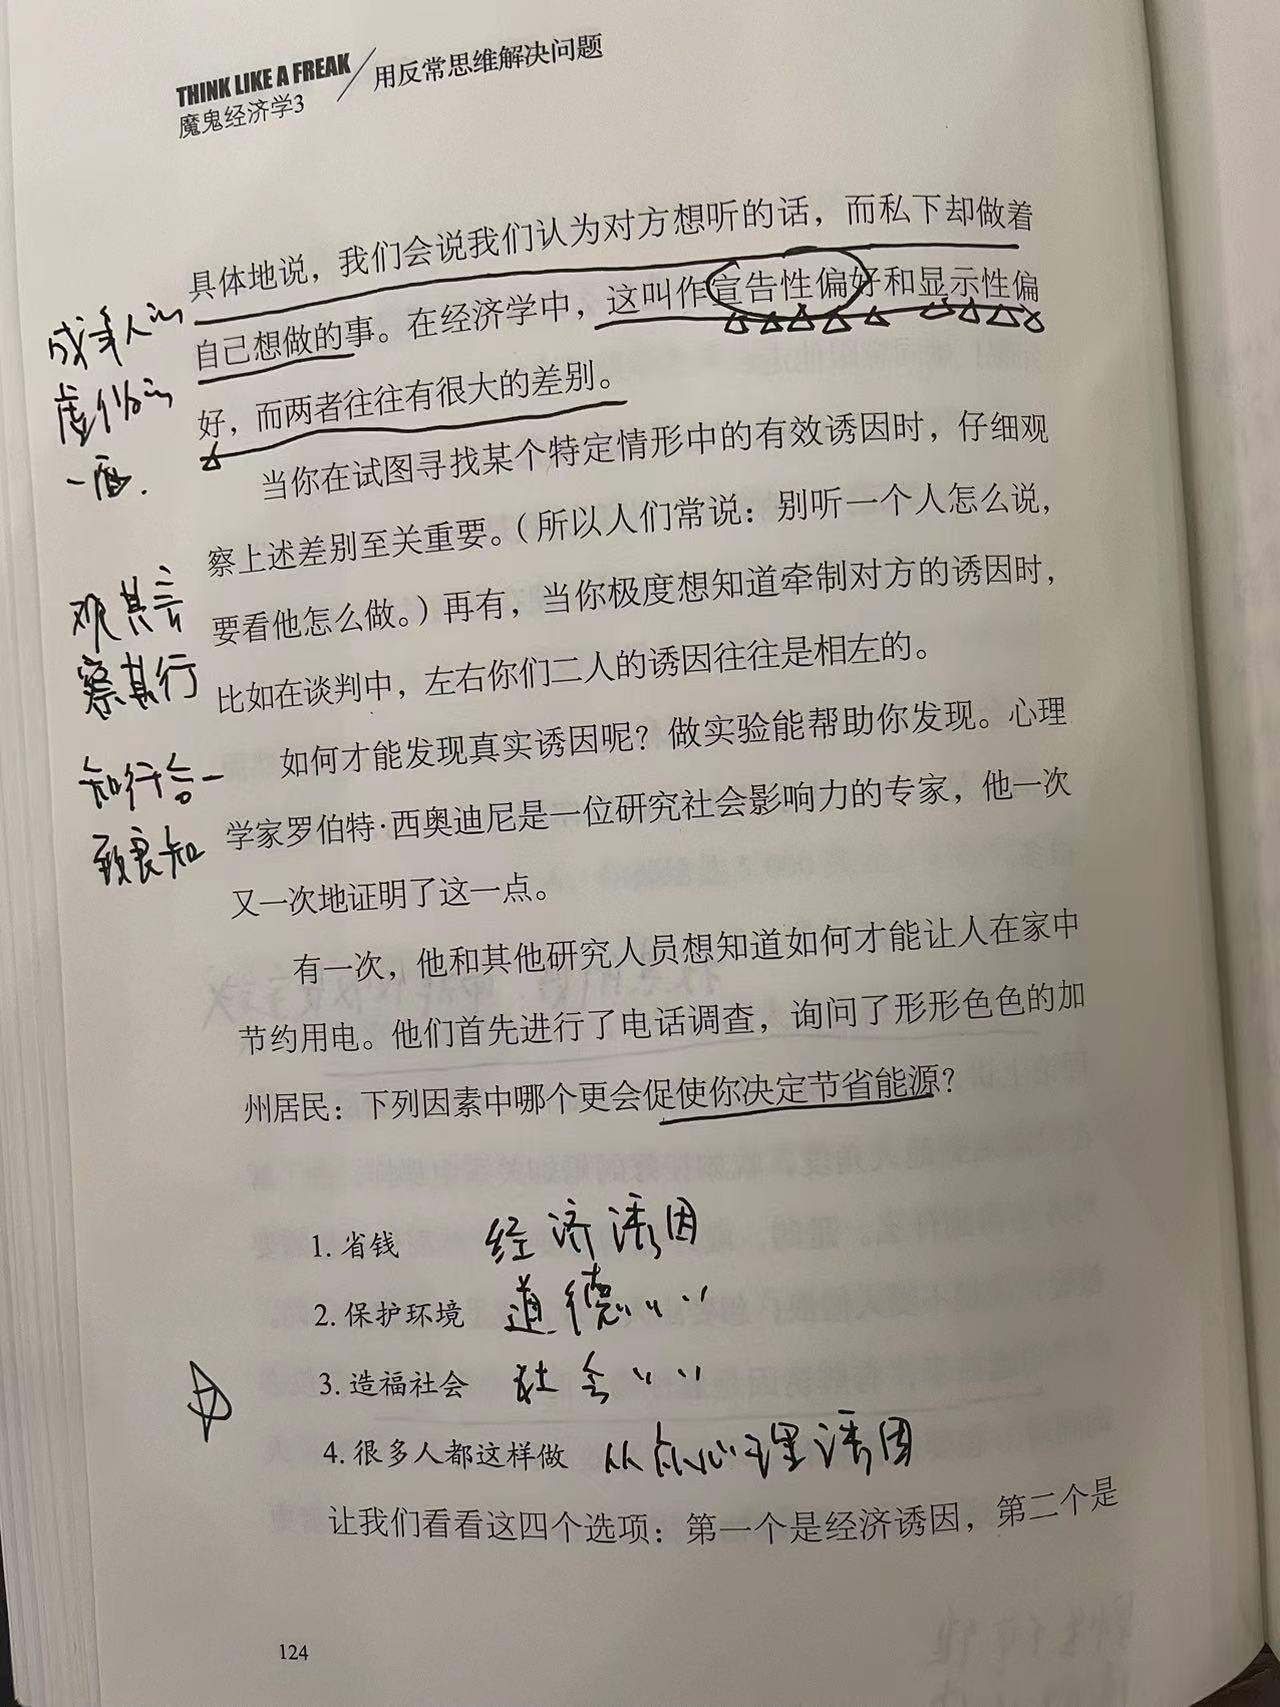 THINK LIKE A FREAK
魔鬼经济学3
用反常思维解决问题
具体地说，我们会说我们认为对方想听的话，而私下却做着
自己想做的事。在经济学中，这叫作宣告性偏好和显示性偏
好，而两者往往有很大的差别。
成年人的
虚伪的
一面.
当你在试图寻找某个特定情形中的有效诱因时，仔细观
察上述差别至关重要。（所以人们常说：别听一个人怎么说，
要看他怎么做。）再有，当你极度想知道牵制对方的诱因时，
比如在谈判中，左右你们二人的诱因往往是相左的。
观其言
察其行
如何才能发现真实诱因呢？做实验能帮助你发现。心理
学家罗伯特·西奥迪尼是一位研究社会影响力的专家，他一次
又一次地证明了这一点。
知行合一
致良知
有一次，他和其他研究人员想知道如何才能让人在家中
节约用电。他们首先进行了电话调查，询问了形形色色的加
州居民：下列因素中哪个更会促使你决定节省能源？
1. 省钱 经济诱因
2. 保护环境 道德〃〃
3. 造福社会 社会〃〃
4. 很多人都这样做 从众心理诱因
让我们看看这四个选项：第一个是经济诱因，第二个是
124